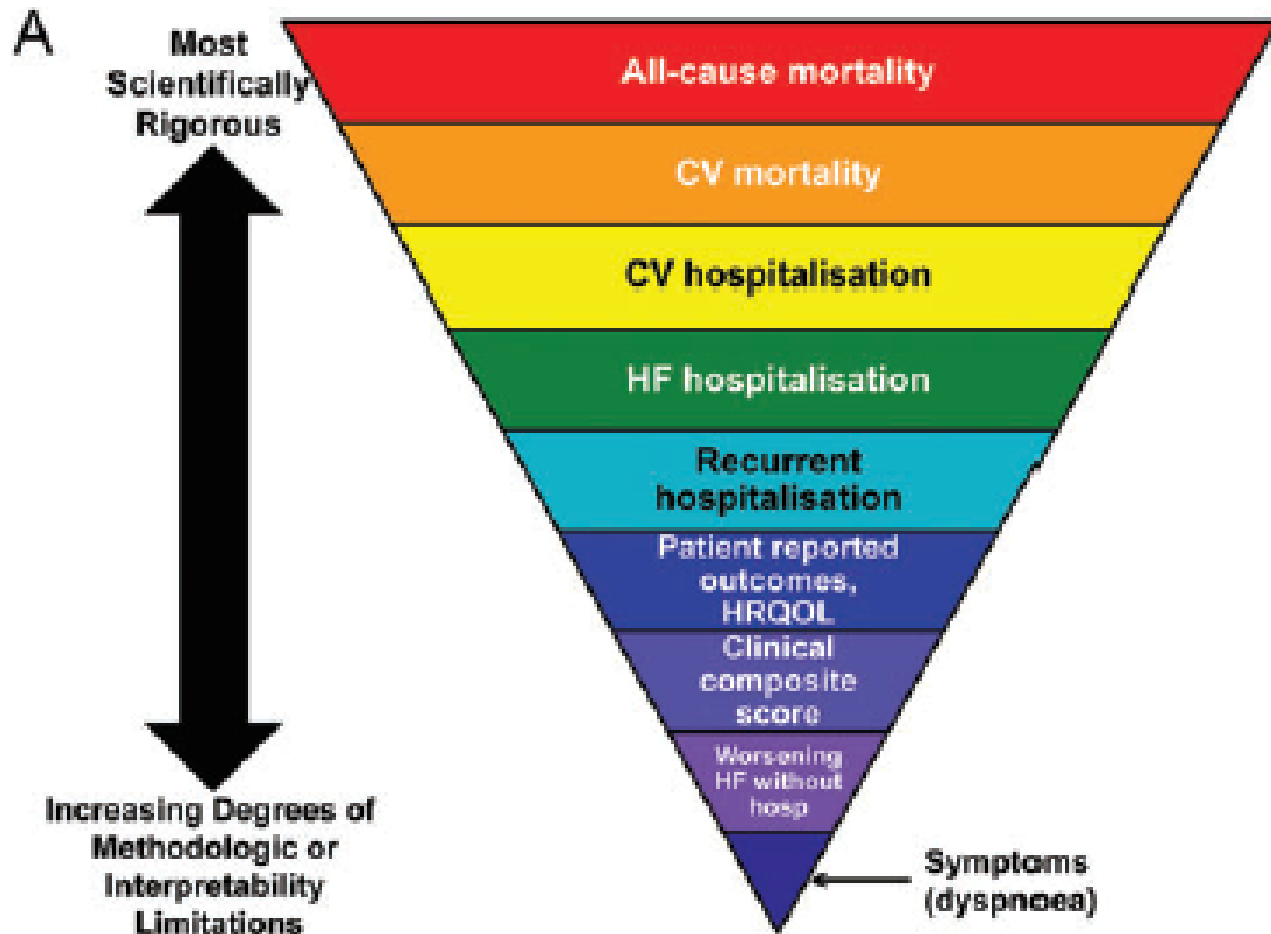 A
Most
Scientifically
Rigorous
All-cause mortality
CV mortality
CV hospitalisation
HF hospitalisation
Recurrent
hospitalisation
Patient reported
outcomes,
HRQOL
Clinical
composite
score
Worsening
HF without
hosp
Increasing Degrees of
Methodologic or
Interpretability
Limitations
Symptoms
(dyspnoea)